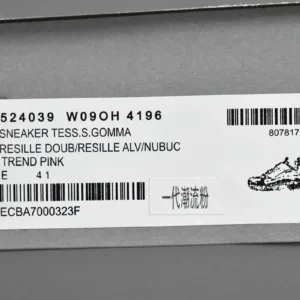 524039 W09OH 4196
SNEAKER TESS.S.GOMMA
RESILLE DOUB/RESILLE ALV/NUBUC
TREND PINK
E 41
807817
一代潮流粉
ECBA7000323F